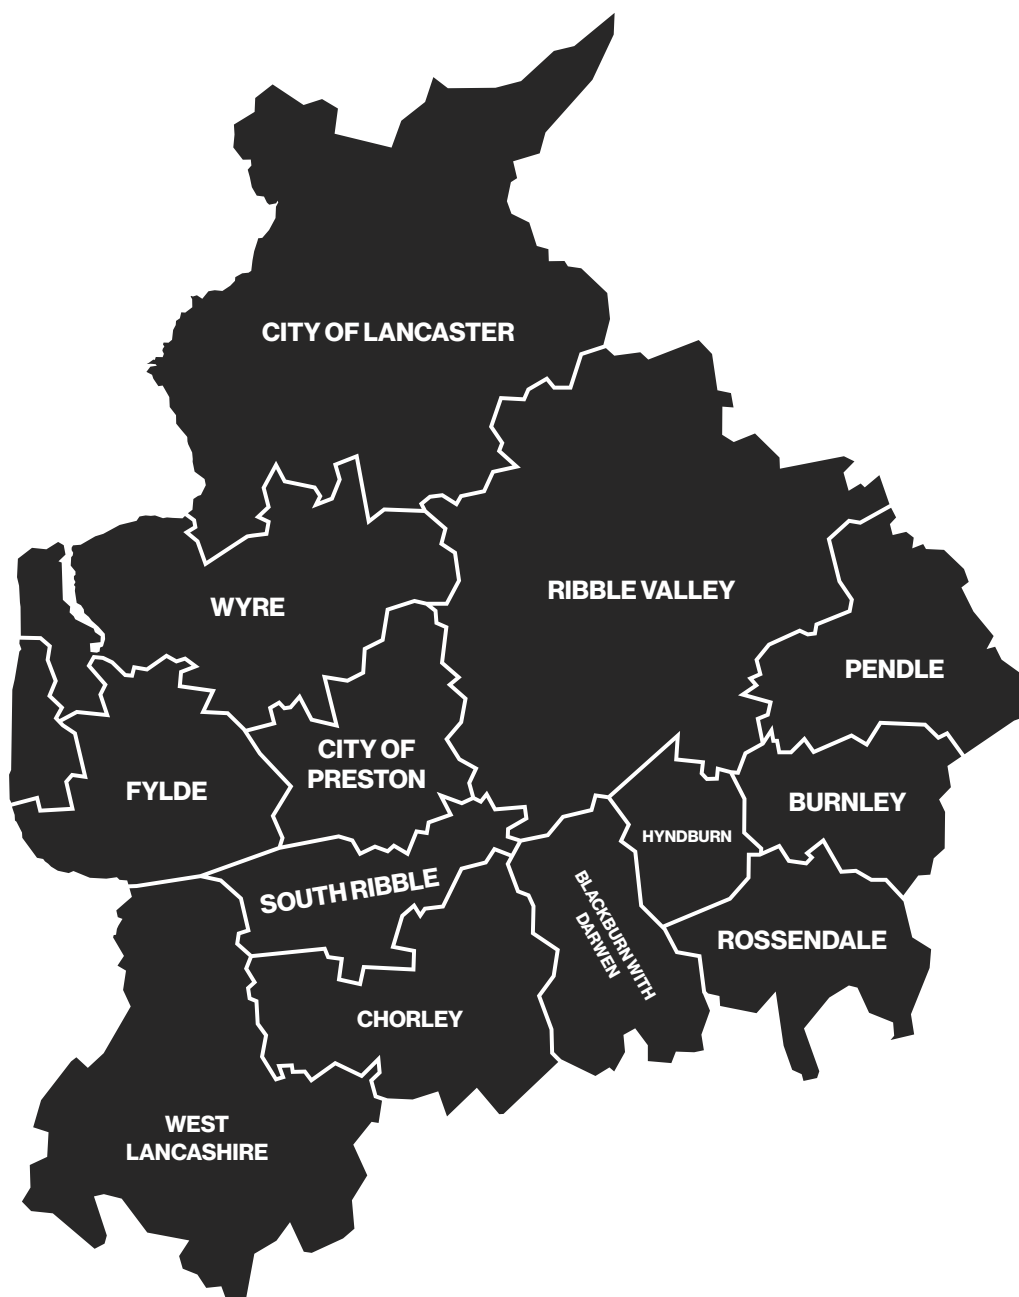 CITY OF LANCASTER
RIBBLE VALLEY
WYRE
PENDLE
CITY OF
PRESTON
FYLDE
BURNLEY
HYNDBURN
SOUTH RIBBLE
BLACKBURN WITH
DARWEN
ROSSENDALE
CHORLEY
WEST
LANCASHIRE